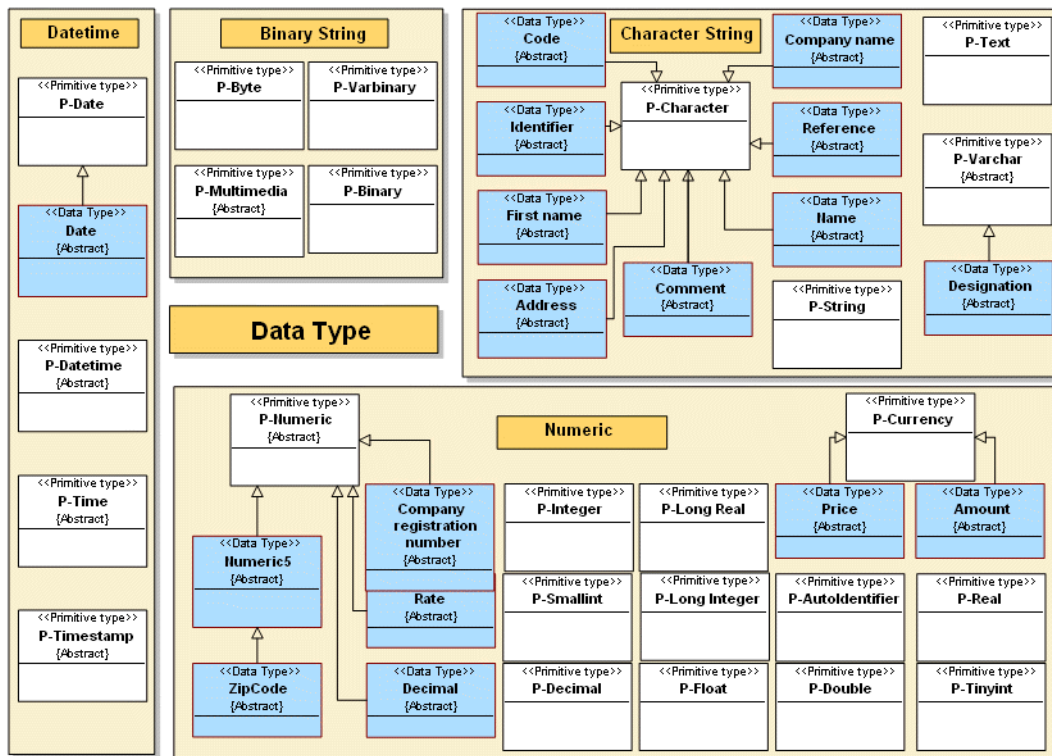 Datetime
<<Primitive type>>
P-Date
<<Data Type>>
Date
{Abstract}
<<Primitive type>>
P-Datetime
{Abstract}
<<Primitive type>>
P-Time
{Abstract}
<<Primitive type>>
P-Timestamp
{Abstract}
Binary String
<<Primitive type>>
P-Byte
<<Primitive type>>
P-Varbinary
<<Primitive type>>
P-Multimedia
{Abstract}
<<Primitive type>>
P-Binary
Data Type
Character String
<<Data Type>>
Code
{Abstract}
<<Data Type>>
Company name
{Abstract}
<<Primitive type>>
P-Text
<<Primitive type>>
P-Character
<<Data Type>>
Identifier
{Abstract}
<<Data Type>>
Reference
{Abstract}
<<Primitive type>>
P-Varchar
{Abstract}
<<Data Type>>
First name
{Abstract}
<<Data Type>>
Name
{Abstract}
<<Data Type>>
Address
{Abstract}
<<Data Type>>
Comment
{Abstract}
<<Primitive type>>
P-String
<<Data Type>>
Designation
{Abstract}
Numeric
<<Primitive type>>
P-Numeric
{Abstract}
<<Primitive type>>
P-Currency
<<Data Type>>
Company
registration
number
{Abstract}
<<Primitive type>>
P-Integer
<<Primitive type>>
P-Long Real
<<Data Type>>
Price
{Abstract}
<<Data Type>>
Amount
{Abstract}
<<Data Type>>
Numeric5
{Abstract}
Rate
{Abstract}
<<Primitive type>>
P-Smallint
<<Primitive type>>
P-Long Integer
<<Primitive type>>
P-AutoIdentifier
<<Primitive type>>
P-Real
<<Data Type>>
ZipCode
{Abstract}
<<Data Type>>
Decimal
{Abstract}
<<Primitive type>>
P-Decimal
<<Primitive type>>
P-Float
<<Primitive type>>
P-Double
<<Primitive type>>
P-Tinyint